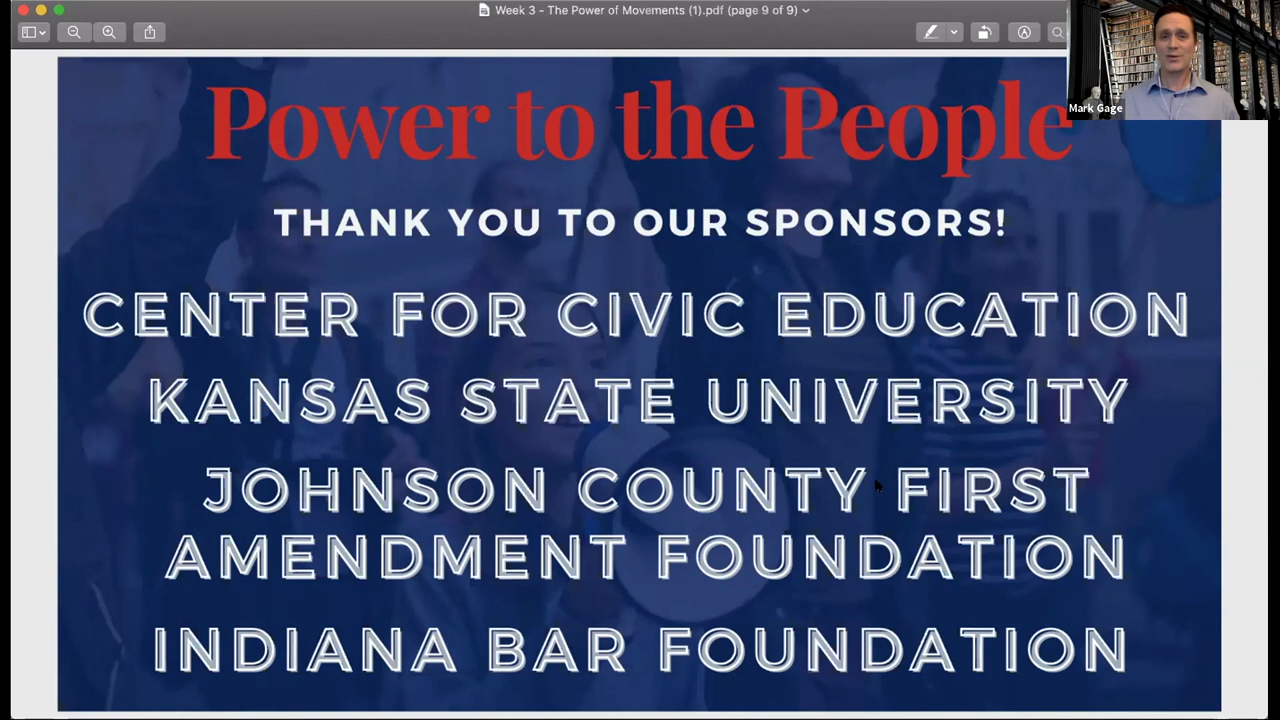 Week 3 - The Power of Movements (1).pdf (page 9 of 9)
Mark Gage
Power to the People
THANK YOU TO OUR SPONSORS!
CENTER FOR CIVIC EDUCATION
KANSAS STATE UNIVERSITY
JOHNSON COUNTY FIRST
AMENDMENT FOUNDATION
INDIANA BAR FOUNDATION